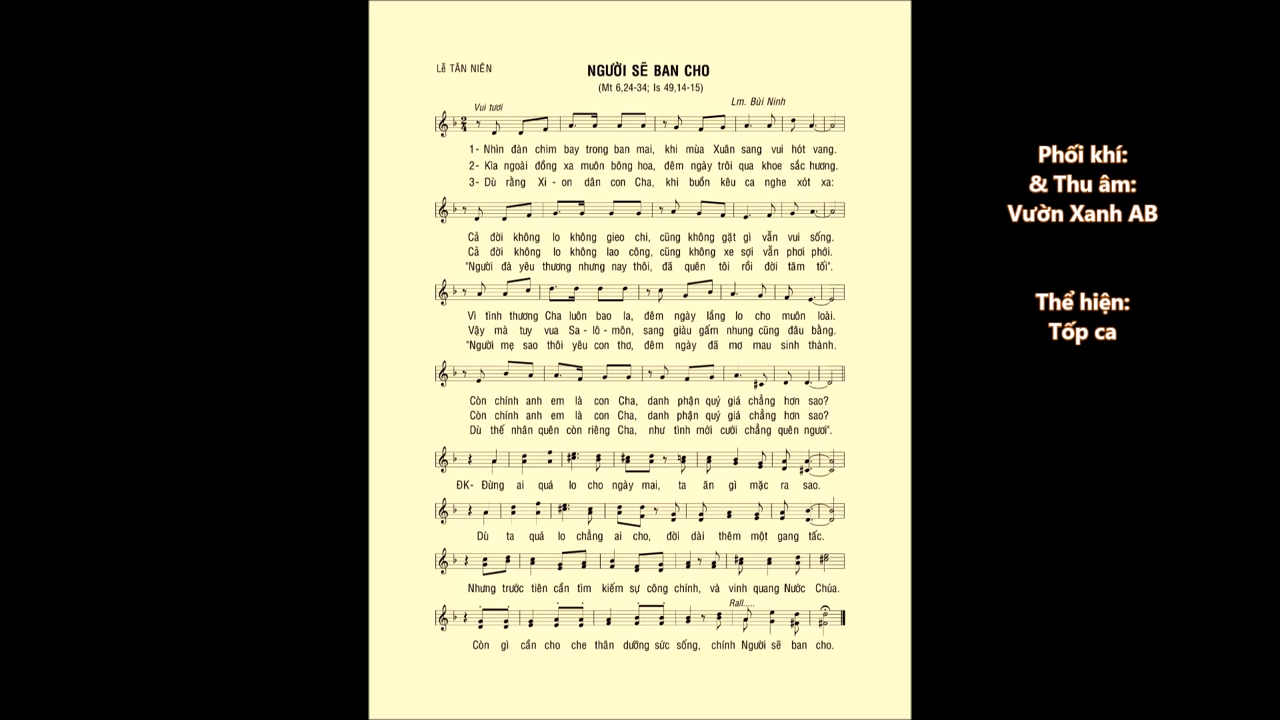 Lễ TÂN NIÊN
NGƯỜI SẼ BAN CHO
(Mt 6,24-34; Is 49,14-15)
Lm. Bùi Ninh
Vui tươi
1- Nhìn đàn chim bay trong ban mai, khi mùa Xuân sang vui hót vang.
2- Kìa ngoài đồng xa muôn bông hoa, đêm ngày trôi qua khoe sắc hương.
3- Dù rằng Xi - on dân con Cha, khi buồn kêu ca nghe xót xa:
Cả đời không lo không gieo chi, cũng không gặt gì vẫn vui sống.
Cả đời không lo không lao công, cũng không xe sợi vẫn phơi phới.
"Người đà yêu thương nhưng nay thôi, đã quên tôi rồi đời tăm tối".
Vì tình thương Cha luôn bao la, đêm ngày lắng lo cho muôn loài.
Vậy mà tuy vua Sa - lô - môn, sang giàu gấm nhung cũng đâu bằng.
"Người mẹ sao thôi yêu con thơ, đêm ngày đã mơ mau sinh thành.
Còn chính anh em là con Cha, danh phận quý giá chẳng hơn sao?
Còn chính anh em là con Cha, danh phận quý giá chẳng hơn sao?
Dù thế nhân quên còn riêng Cha, như tình mới cưới chẳng quên ngươi".
ĐK- Đừng ai quá lo cho ngày mai, ta ăn gì mặc ra sao.
Dù ta quá lo chẳng ai cho, đời dài thêm một gang tấc.
Nhưng trước tiên cần tìm kiếm sự công chính, và vinh quang Nước Chúa.
Rall.....
Còn gì cần cho che thân dưỡng sức sống, chính Người sẽ ban cho.
Phối khí:
& Thu âm:
Vườn Xanh AB
Thể hiện:
Tốp ca